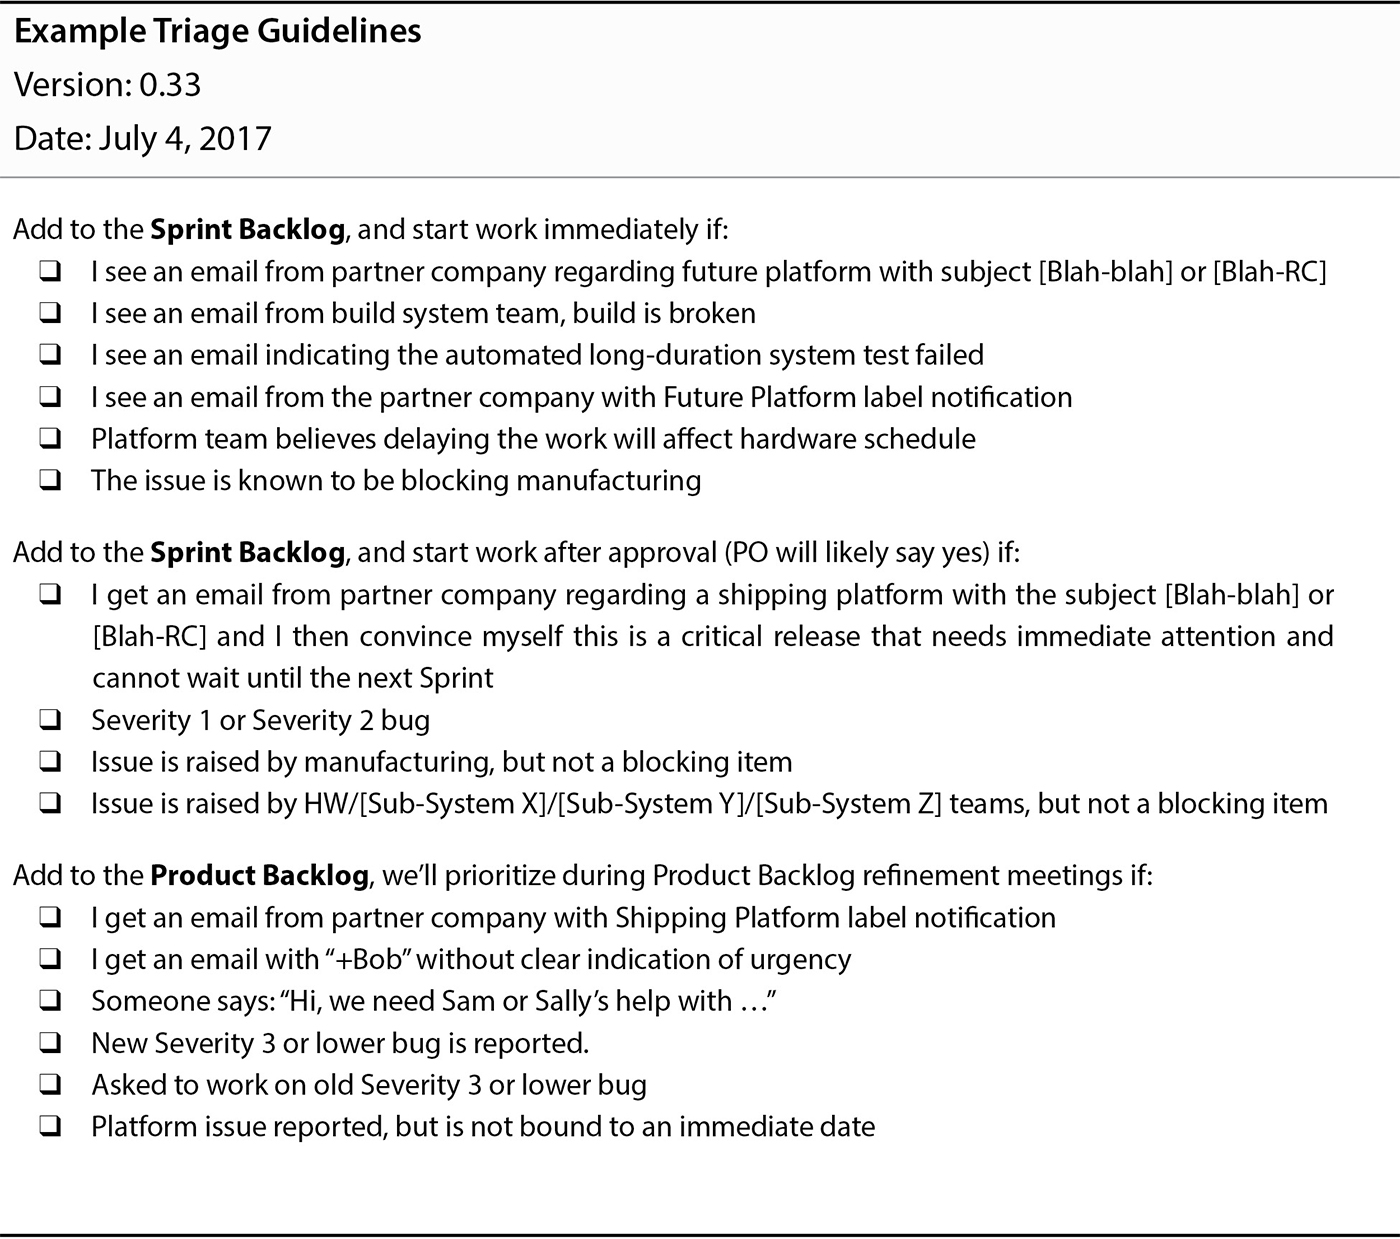 Example Triage Guidelines
Version: 0.33
Date: July 4, 2017
Add to the Sprint Backlog, and start work immediately if:
❏ I see an email from partner company regarding future platform with subject [Blah-blah] or [Blah-RC]
❏ I see an email from build system team, build is broken
❏ I see an email indicating the automated long-duration system test failed
❏ I see an email from the partner company with Future Platform label notification
❏ Platform team believes delaying the work will affect hardware schedule
❏ The issue is known to be blocking manufacturing
Add to the Sprint Backlog, and start work after approval (PO will likely say yes) if:
❏ I get an email from partner company regarding a shipping platform with the subject [Blah-blah] or
[Blah-RC] and I then convince myself this is a critical release that needs immediate attention and
cannot wait until the next Sprint
❏ Severity 1 or Severity 2 bug
❏ Issue is raised by manufacturing, but not a blocking item
❏ Issue is raised by HW/[Sub-System X]/[Sub-System Y]/[Sub-System Z] teams, but not a blocking item
Add to the Product Backlog, we’ll prioritize during Product Backlog refinement meetings if:
❏ I get an email from partner company with Shipping Platform label notification
❏ I get an email with “+Bob” without clear indication of urgency
❏ Someone says: “Hi, we need Sam or Sally’s help with …”
❏ New Severity 3 or lower bug is reported.
❏ Asked to work on old Severity 3 or lower bug
❏ Platform issue reported, but is not bound to an immediate date